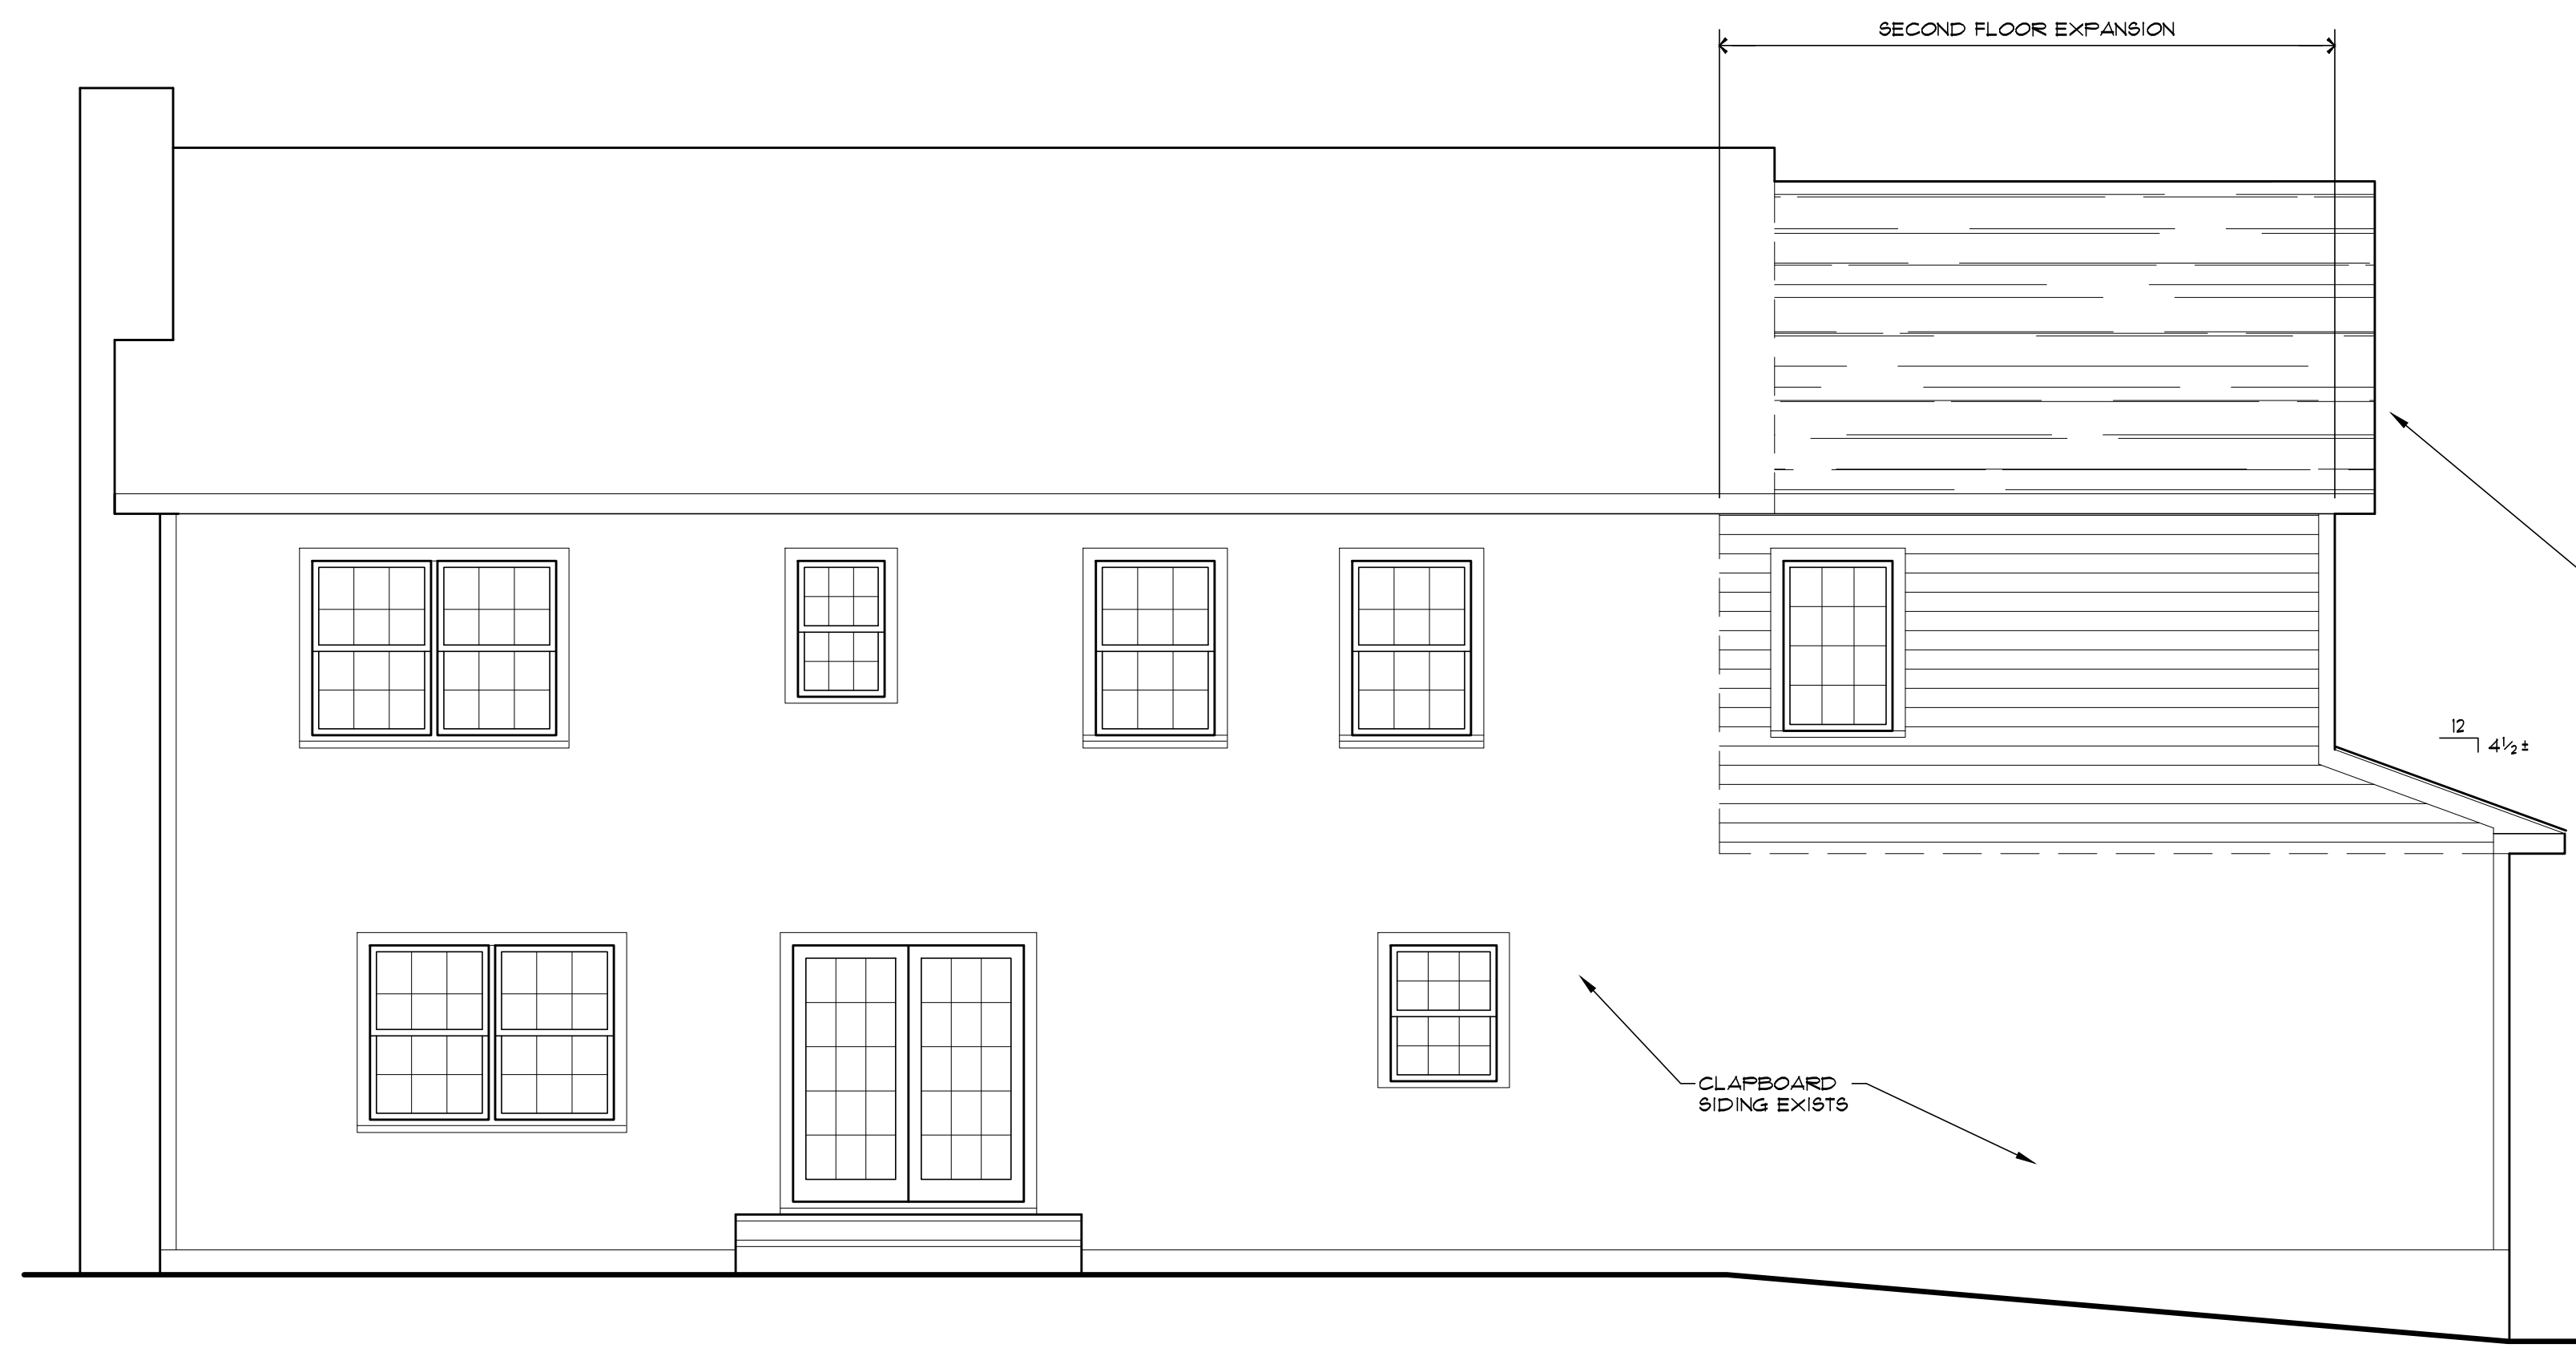 SECOND FLOOR EXPANSION
12
4½ ±
CLAPBOARD
SIDING EXISTS